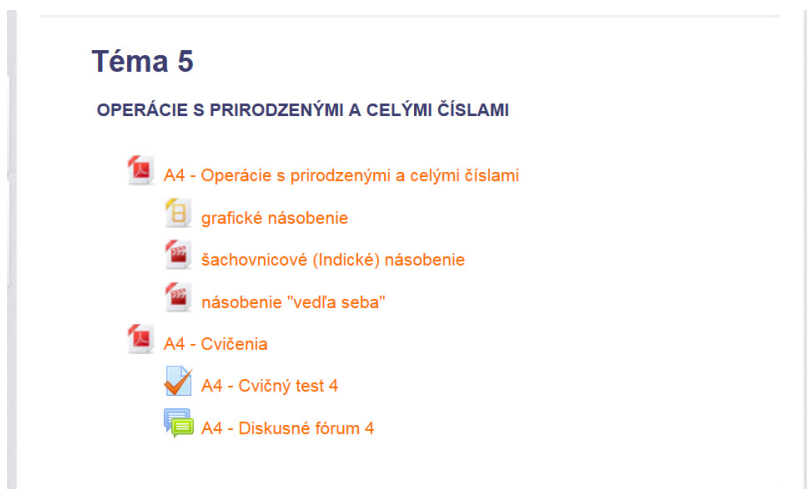 Téma 5
OPERÁCIE S PRIRODZENÝMI A CELÝMI ČÍSLAMI
A4 - Operácie s prirodzenými a celými číslami
grafické násobenie
šachovnicové (Indické) násobenie
násobenie "vedľa seba"
A4 - Cvičenia
A4 - Cvičný test 4
A4 - Diskusné fórum 4